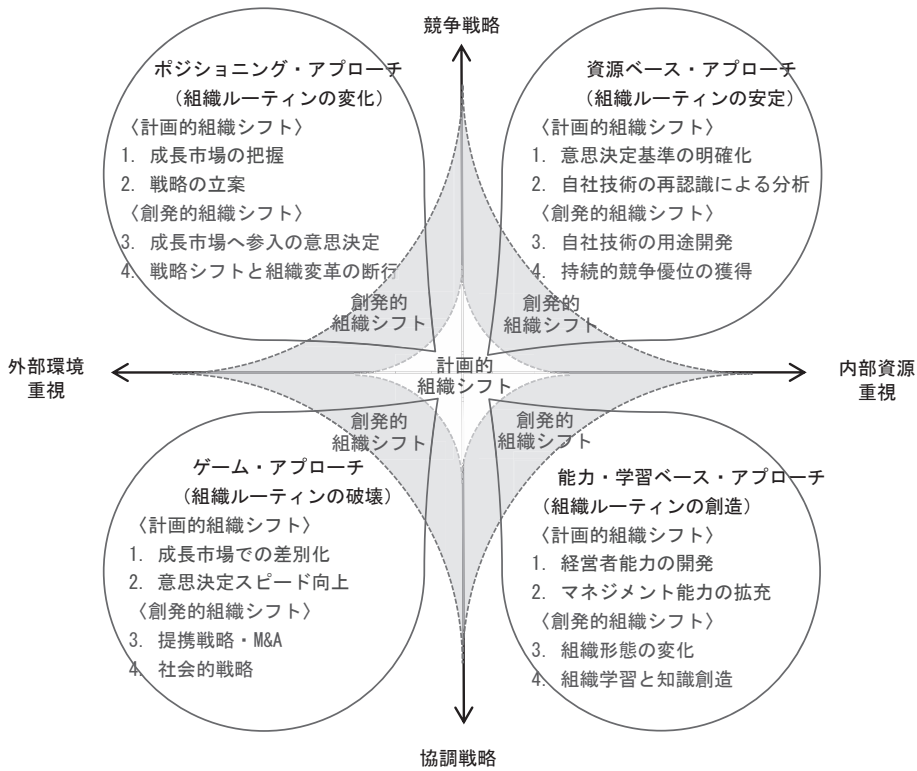 競争戦略
ポジショニング・アプローチ
（組織ルーティンの変化）
〈計画的組織シフト〉
1. 成長市場の把握
2. 戦略の立案
〈創発的組織シフト〉
3. 成長市場へ参入の意思決定
4. 戦略シフトと組織変革の断行
資源ベース・アプローチ
（組織ルーティンの安定）
〈計画的組織シフト〉
1. 意思決定基準の明確化
2. 自社技術の再認識による分析
〈創発的組織シフト〉
3. 自社技術の用途開発
4. 持続的競争優位の獲得
創発的
組織シフト
創発的
組織シフト
外部環境
重視
計画的
組織シフト
内部資源
重視
創発的
組織シフト
創発的
組織シフト
ゲーム・アプローチ
（組織ルーティンの破壊）
〈計画的組織シフト〉
1. 成長市場での差別化
2. 意思決定スピード向上
〈創発的組織シフト〉
3. 提携戦略・M&A
4. 社会的戦略
能力・学習ベース・アプローチ
（組織ルーティンの創造）
〈計画的組織シフト〉
1. 経営者能力の開発
2. マネジメント能力の拡充
〈創発的組織シフト〉
3. 組織形態の変化
4. 組織学習と知識創造
協調戦略